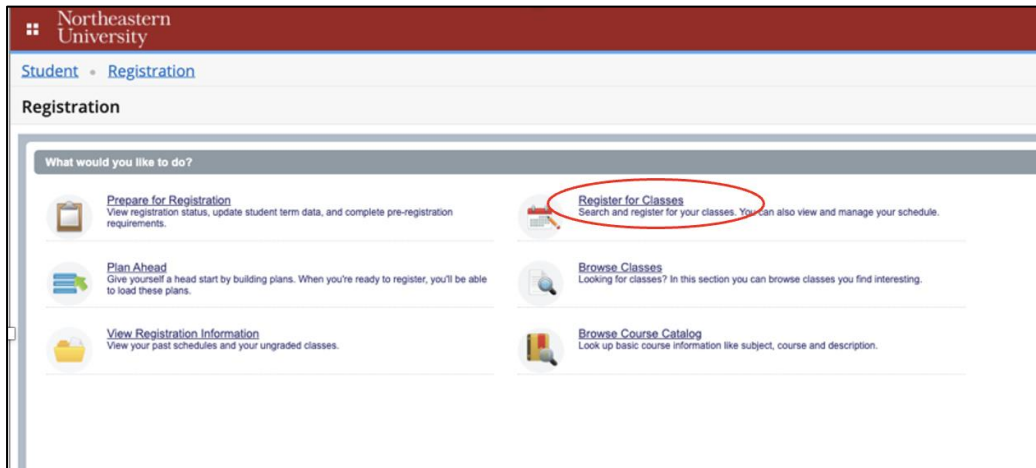 Northeastern
University
Student • Registration
Registration
What would you like to do?
Prepare for Registration
View registration status, update student term data, and complete pre-registration
requirements.
Register for Classes
Search and register for your classes. You can also view and manage your schedule.
Plan Ahead
Give yourself a head start by building plans. When you're ready to register, you'll be able
to load these plans.
Browse Classes
Looking for classes? In this section you can browse classes you find interesting.
View Registration Information
View your past schedules and your ungraded classes.
Browse Course Catalog
Look up basic course information like subject, course and description.